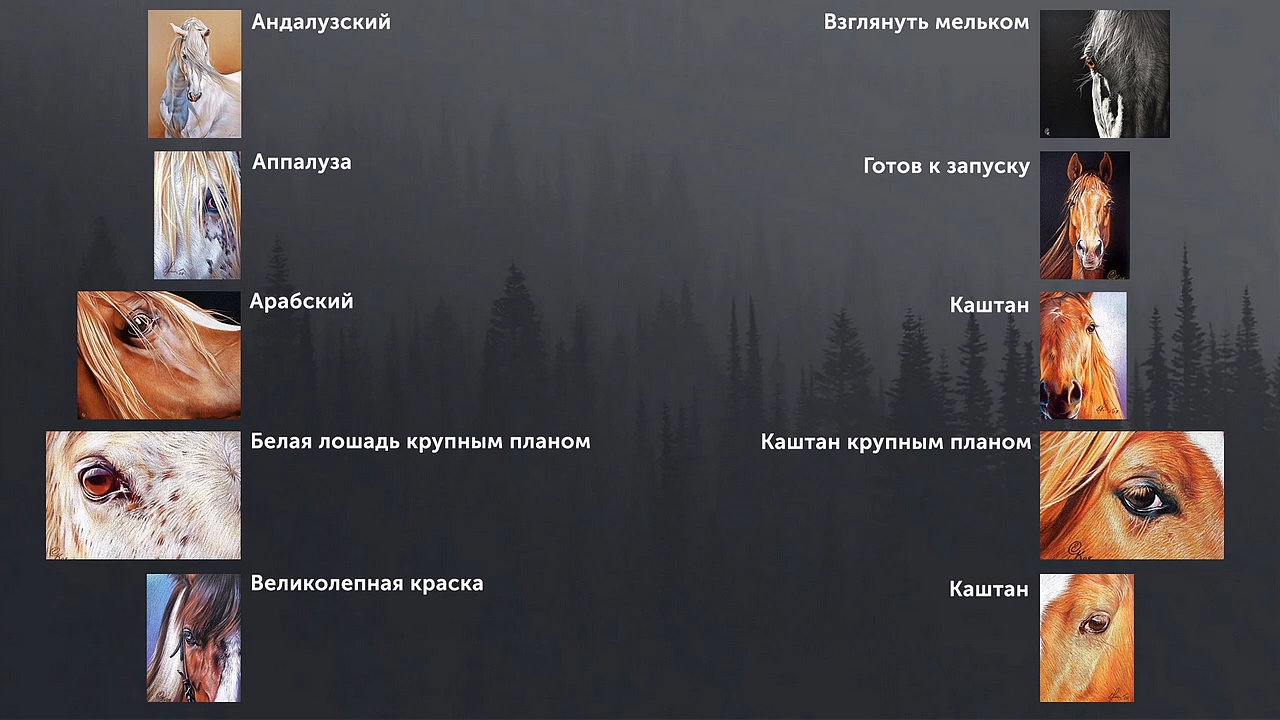 Андалузский
Аппалуза
Арабский
Белая лошадь крупным планом
Великолепная краска
Взглянуть мельком
Готов к запуску
Каштан
Каштан крупным планом
Каштан